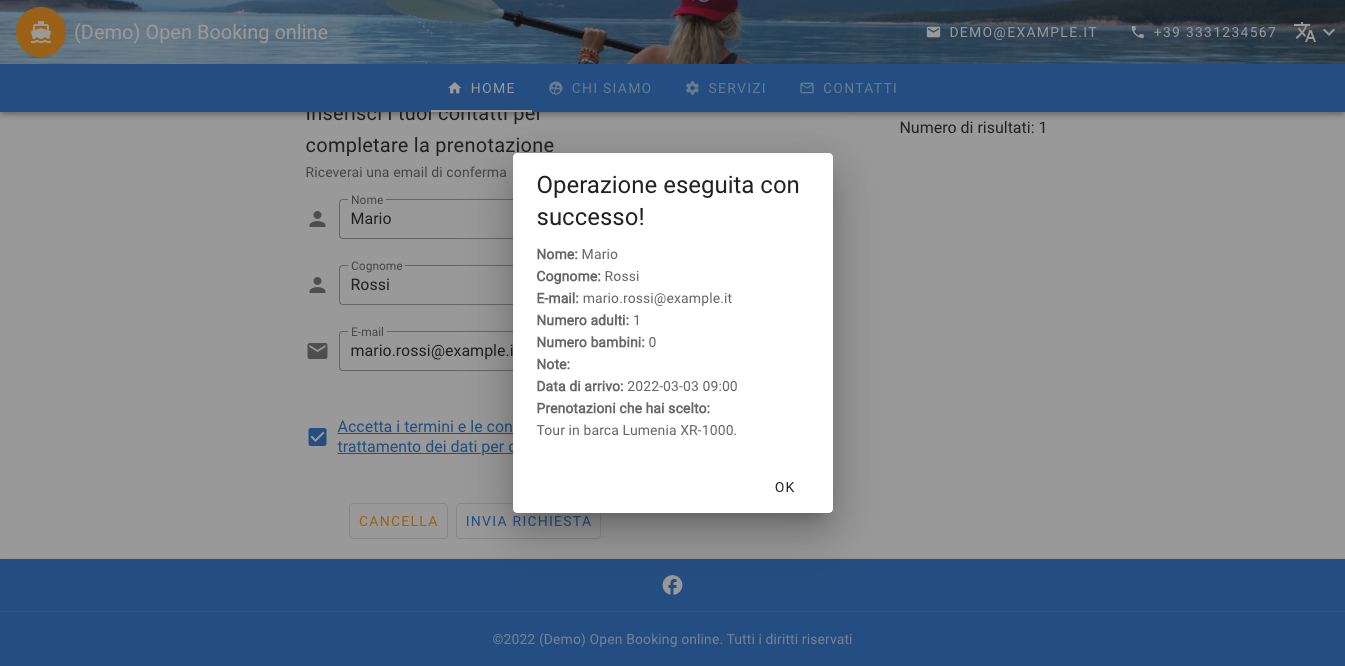 (Demo) Open Booking online
DEMO@EXAMPLE.IT
+39 3331234567
HOME
CHI SIAMO
SERVIZI
CONTATTI
Inserisci i tuoi contatti per
completare la prenotazione
Riceverai una email di conferma
Nome
Mario
Cognome
Rossi
E-mail
mario.rossi@example.i
Accetta i termini e le con
trattamento dei dati per
CANCELLA
INVIA RICHIESTA
Numero di risultati: 1
Operazione eseguita con
successo!
Nome: Mario
Cognome: Rossi
E-mail: mario.rossi@example.it
Numero adulti: 1
Numero bambini: 0
Note:
Data di arrivo: 2022-03-03 09:00
Prenotazioni che hai scelto:
Tour in barca Lumenia XR-1000.
OK
©2022 (Demo) Open Booking online. Tutti i diritti riservati